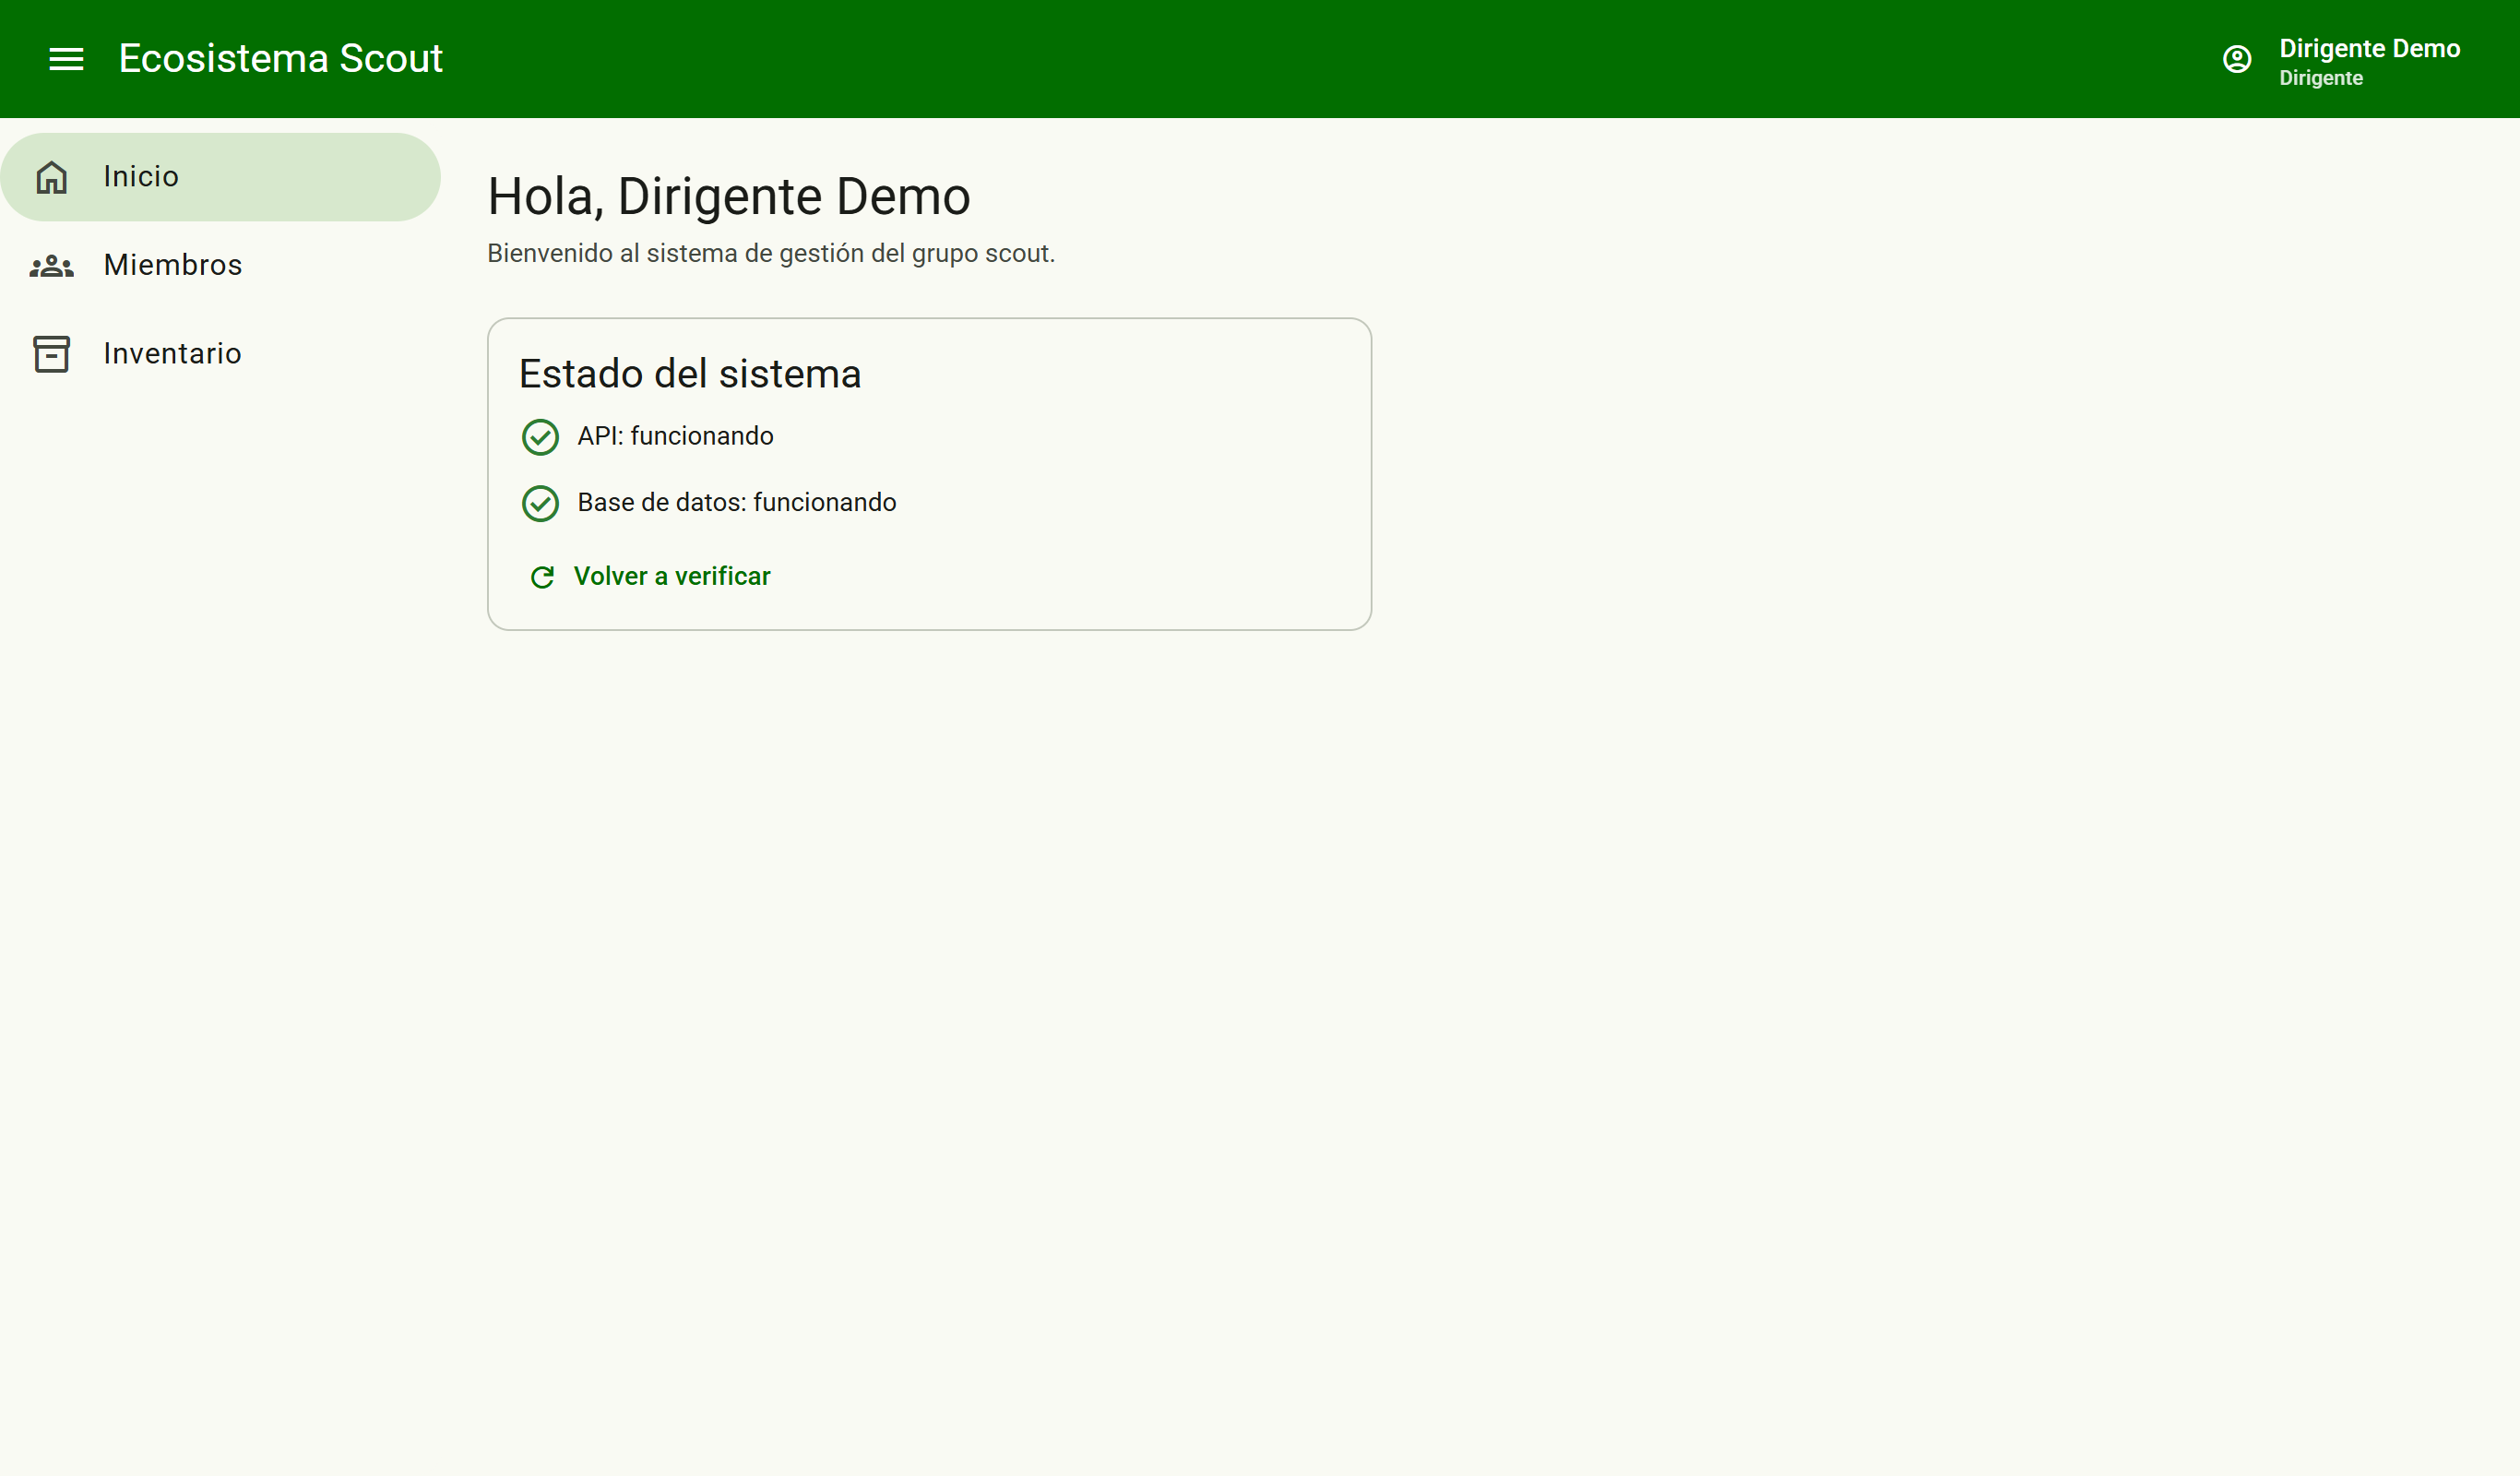 Ecosistema Scout
Dirigente Demo
Dirigente
Inicio
Miembros
Inventario
Hola, Dirigente Demo
Bienvenido al sistema de gestión del grupo scout.
Estado del sistema
API: funcionando
Base de datos: funcionando
Volver a verificar